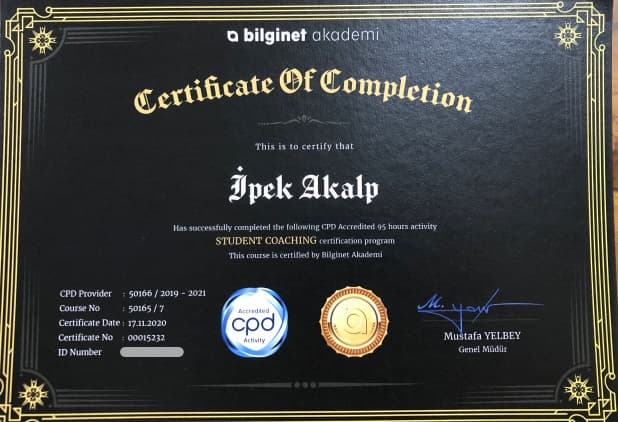 bilginet akademi
Certificate Of Completion
This is to certify that
İpek Akalp
Has successfully completed the following CPD Accredited 95 hours activity
STUDENT COACHING certification program
This course is certified by Bilginet Akademi
CPD Provider : 50166 / 2019 - 2021
Course No : 50165 / 7
Certificate Date : 17.11.2020
Certificate No : 00015232
ID Number
Accredited
cpd
Activity
a
Mustafa YELBEY
Genel Müdür